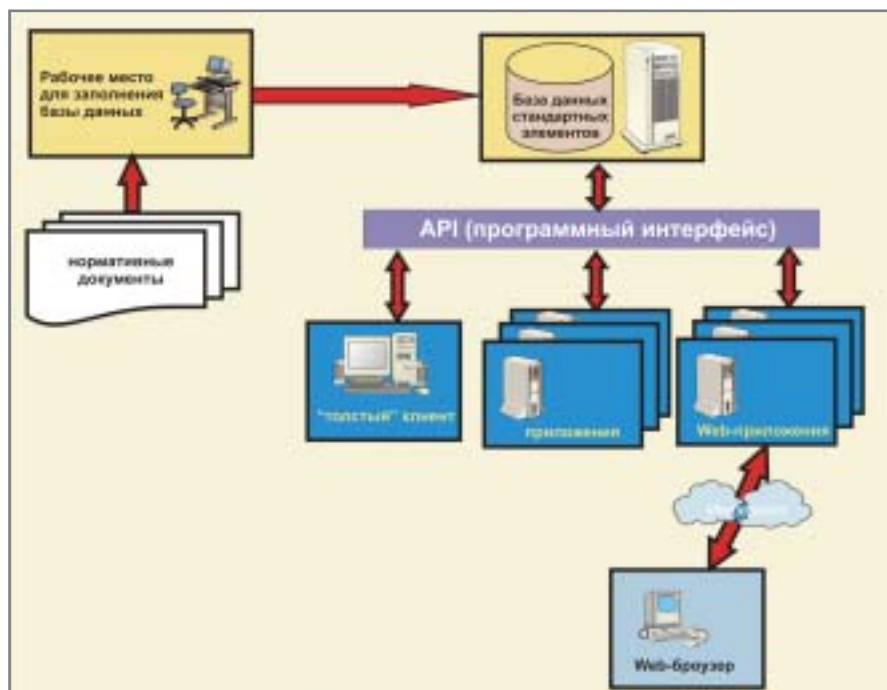 Рабочее место
для заполнения
базы данных
База данных
стандартных
элементов
API (программный интерфейс)
нормативные
документы
"толстый" клиент
приложения
Web-приложения
Web-броузер